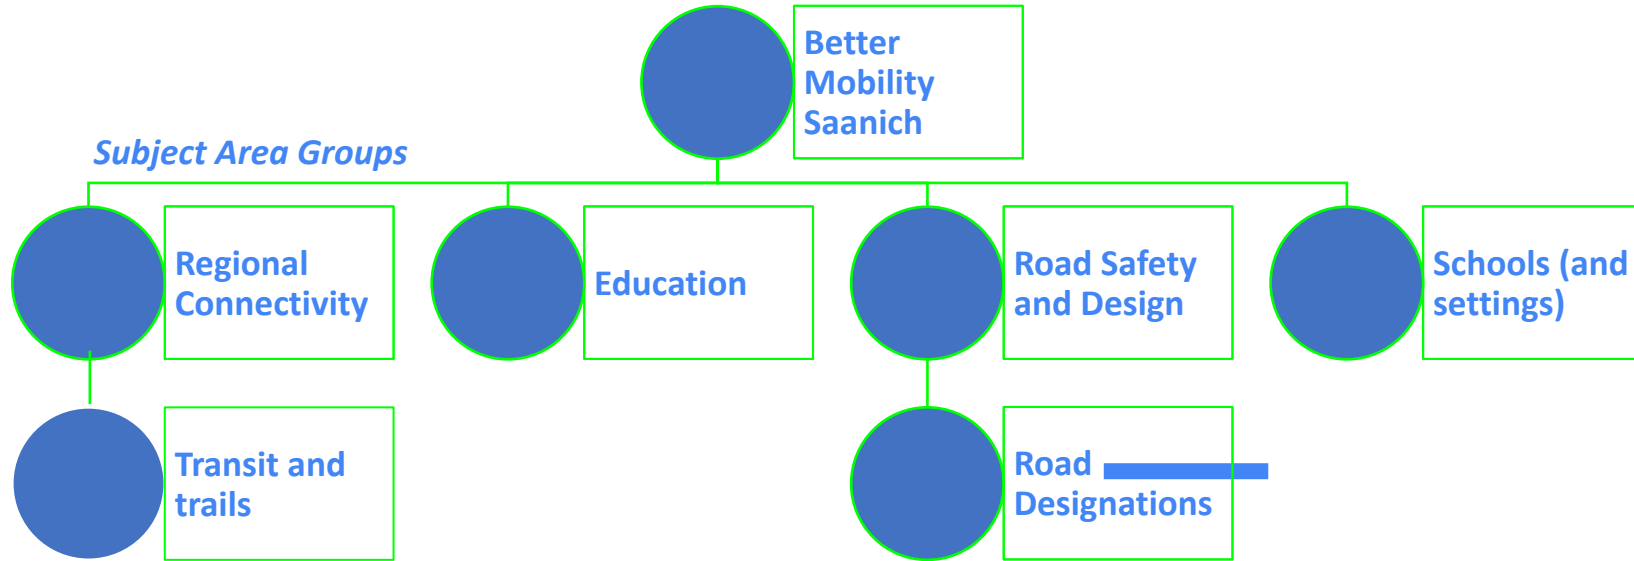 Better
Mobility
Saanich
Subject Area Groups
Regional
Connectivity
Education
Road Safety
and Design
Schools (and
settings)
Transit and
trails
Road
Designations